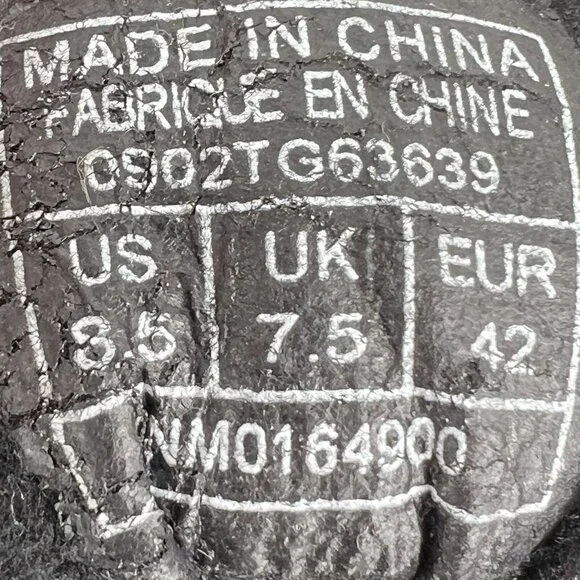 MADE IN CHINA
FABRIQUÉ EN CHINE
0902TG63639
US UK EUR
8.5 7.5 42
NM0164900